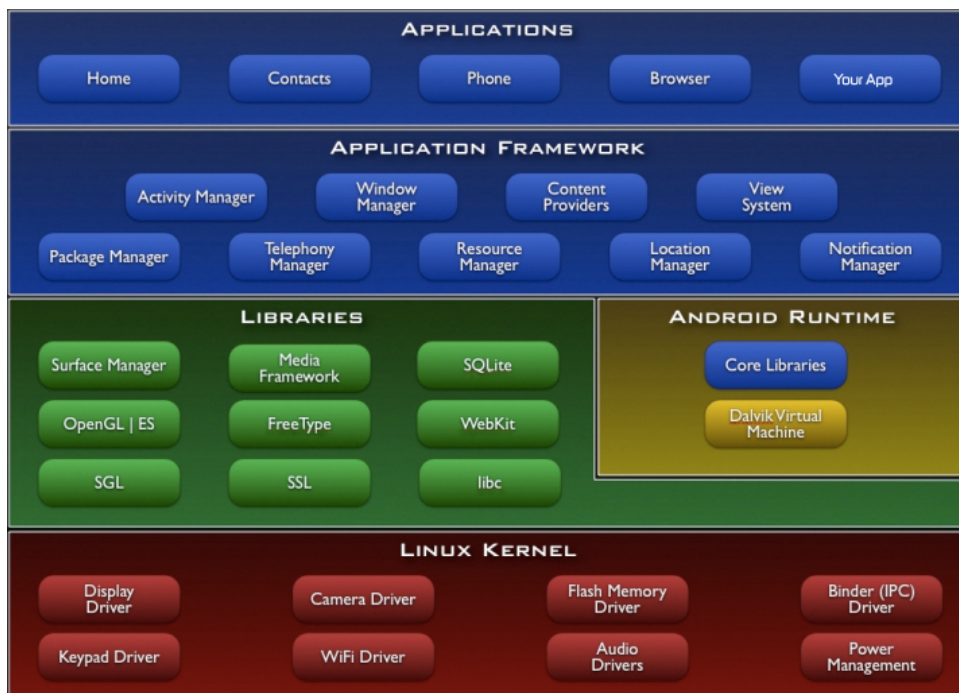 APPLICATIONS
Home
Contacts
Phone
Browser
Your App
APPLICATION FRAMEWORK
Activity Manager
Window
Manager
Content
Providers
View
System
Package Manager
Telephony
Manager
Resource
Manager
Location
Manager
Notification
Manager
LIBRARIES
Surface Manager
Media
Framework
SQLite
OpenGL | ES
FreeType
WebKit
SGL
SSL
libc
ANDROID RUNTIME
Core Libraries
Dalvik Virtual
Machine
LINUX KERNEL
Display
Driver
Camera Driver
Flash Memory
Driver
Binder (IPC)
Driver
Keypad Driver
WiFi Driver
Audio
Drivers
Power
Management